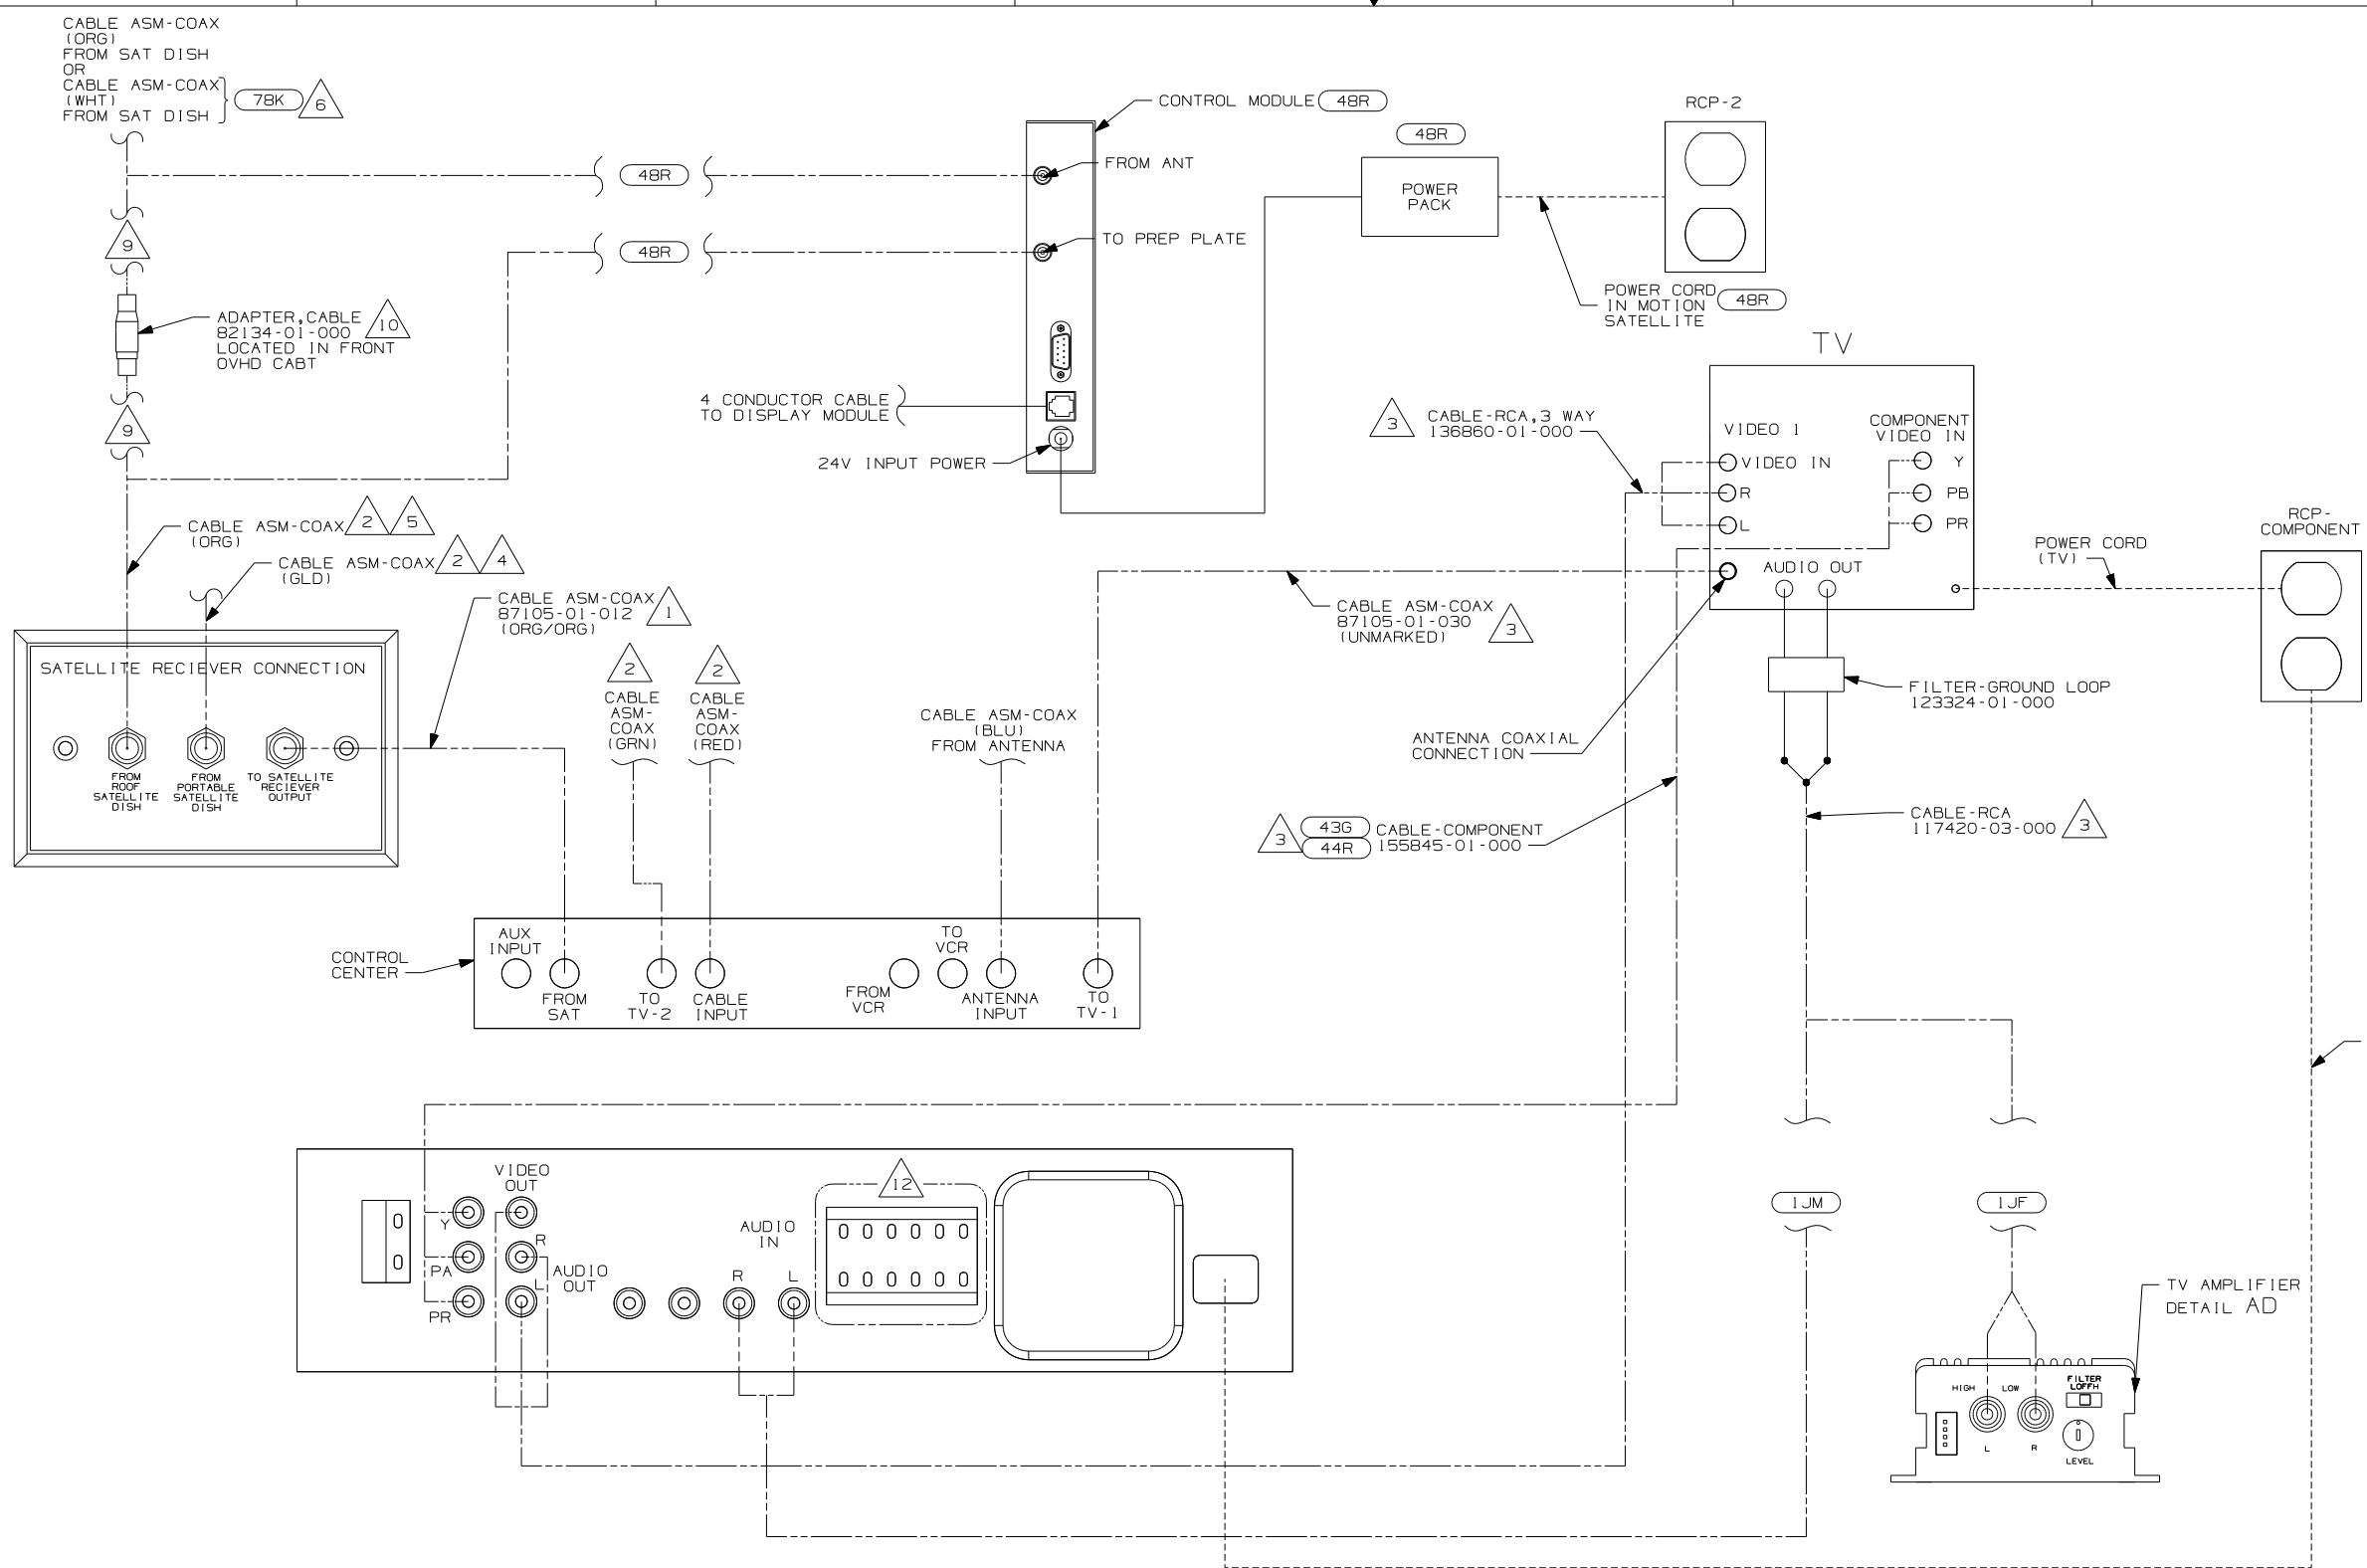 CABLE ASM-COAX
(ORG)
FROM SAT DISH
OR
CABLE ASM-COAX
(WHT)
FROM SAT DISH
78K
6
48R
48R
9
ADAPTER,CABLE
82134-01-000
LOCATED IN FRONT
OVHD CABT
10
9
CONTROL MODULE
48R
FROM ANT
TO PREP PLATE
4 CONDUCTOR CABLE
TO DISPLAY MODULE
24V INPUT POWER
48R
POWER
PACK
RCP-2
POWER CORD
IN MOTION
SATELLITE
48R
TV
3
CABLE-RCA,3 WAY
136860-01-000
VIDEO 1
COMPONENT
VIDEO IN
VIDEO IN
R
L
Y
PB
PR
AUDIO OUT
POWER CORD
(TV)
RCP-
COMPONENT
CABLE ASM-COAX
(ORG)
2
5
CABLE ASM-COAX
(GLD)
2
4
CABLE ASM-COAX
87105-01-012
(ORG/ORG)
1
CABLE ASM-COAX
87105-01-030
(UNMARKED)
3
SATELLITE RECIEVER CONNECTION
FROM
ROOF
SATELLITE
DISH
FROM
PORTABLE
SATELLITE
DISH
TO SATELLITE
RECIEVER
OUTPUT
2
CABLE
ASM-
COAX
(GRN)
2
CABLE
ASM-
COAX
(RED)
CABLE ASM-COAX
(BLU)
FROM ANTENNA
ANTENNA COAXIAL
CONNECTION
FILTER-GROUND LOOP
123324-01-000
3
43G
44R
CABLE-COMPONENT
155845-01-000
CABLE-RCA
117420-03-000
3
CONTROL
CENTER
AUX
INPUT
FROM
SAT
TO
TV-2
CABLE
INPUT
FROM
VCR
TO
VCR
ANTENNA
INPUT
TO
TV-1
VIDEO
OUT
Y
PA
PR
R
L
AUDIO
OUT
AUDIO
IN
R
L
12
1JM
1JF
TV AMPLIFIER
DETAIL AD
HIGH
LOW
FILTER
LOFFH
L
R
LEVEL